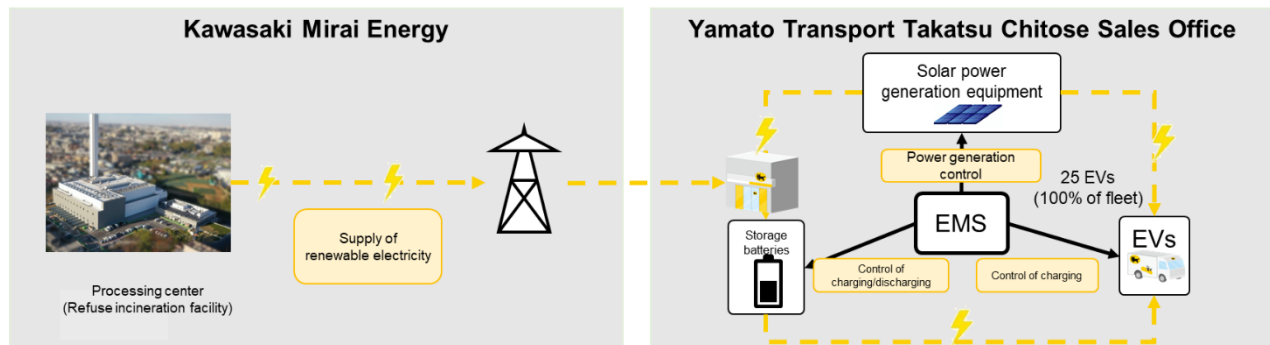 Kawasaki Mirai Energy
Processing center
(Refuse incineration facility)
Supply of
renewable electricity
Yamato Transport Takatsu Chitose Sales Office
Solar power
generation equipment
Power generation
control
25 EVs
(100% of fleet)
EMS
Storage
batteries
Control of
charging/discharging
Control of charging
EVs